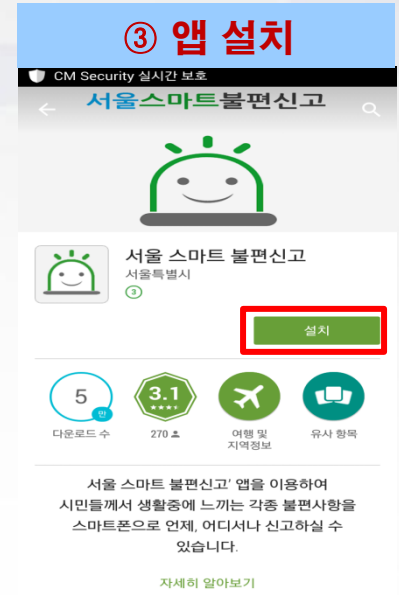 ③ 앱 설치
CM Security 실시간 보호
서울스마트불편신고
서울 스마트 불편신고
서울특별시
③
설치
5
만
3.1
다운로드 수
270
여행 및
지역정보
유사 항목
서울 스마트 불편신고’ 앱을 이용하여
시민들께서 생활중에 느끼는 각종 불편사항을
스마트폰으로 언제, 어디서나 신고하실 수
있습니다.
자세히 알아보기